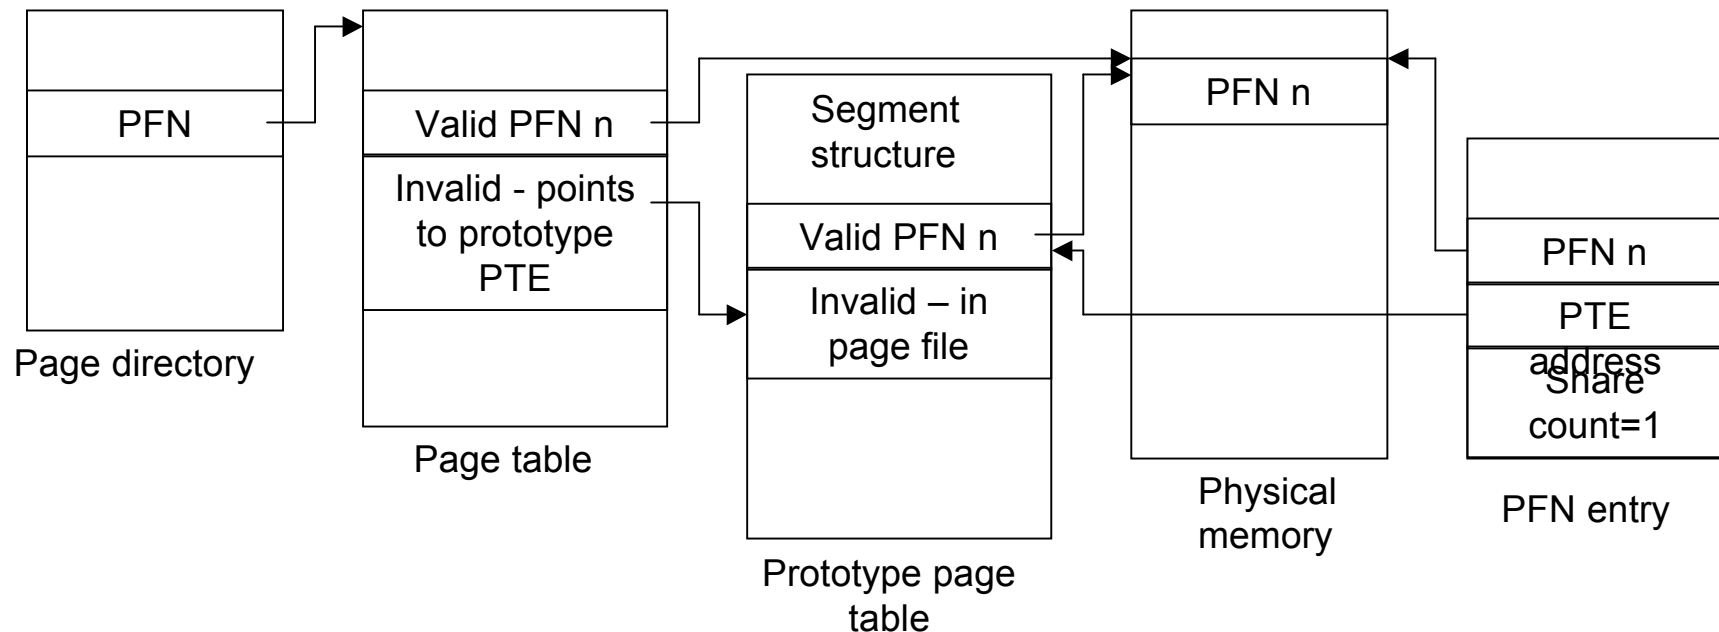 PFN
Page directory
Valid PFN n
Invalid - points
to prototype
PTE
Page table
Segment
structure
Valid PFN n
Invalid – in
page file
Prototype page
table
PFN n
Physical
memory
PFN n
PTE
address
Share
count=1
PFN entry